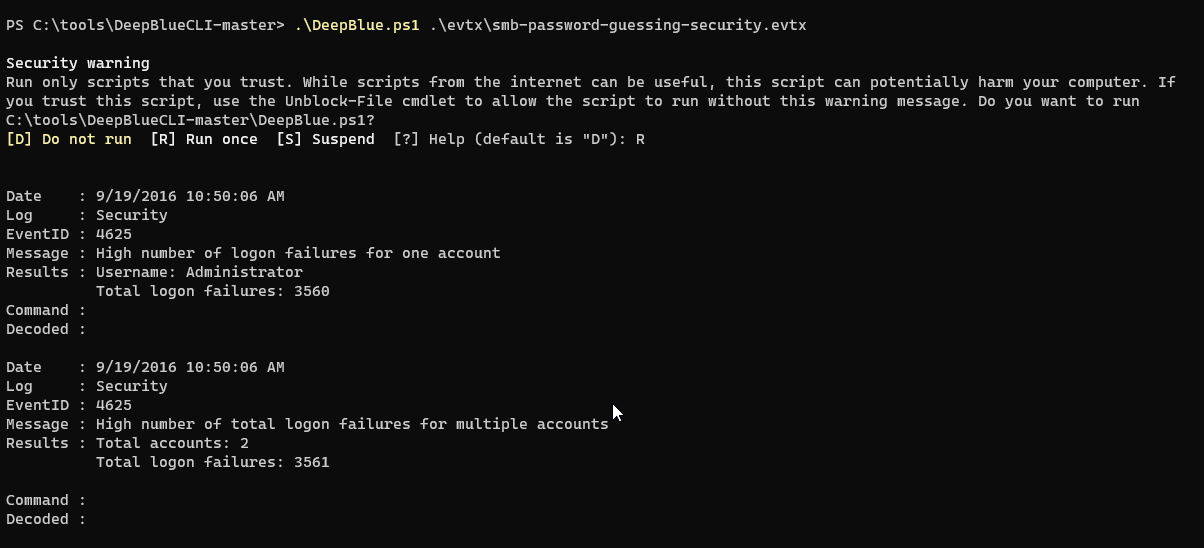 PS C:\tools\DeepBlueCLI-master> .\DeepBlue.ps1 .\evtx\smb-password-guessing-security.evtx
Security warning
Run only scripts that you trust. While scripts from the internet can be useful, this script can potentially harm your computer. If
you trust this script, use the Unblock-File cmdlet to allow the script to run without this warning message. Do you want to run
C:\tools\DeepBlueCLI-master\DeepBlue.ps1?
[D] Do not run  [R] Run once  [S] Suspend  [?] Help (default is "D"): R
Date    : 9/19/2016 10:50:06 AM
Log     : Security
EventID : 4625
Message : High number of logon failures for one account
Results : Username: Administrator
          Total logon failures: 3560
Command :
Decoded :
Date    : 9/19/2016 10:50:06 AM
Log     : Security
EventID : 4625
Message : High number of total logon failures for multiple accounts
Results : Total accounts: 2
          Total logon failures: 3561
Command :
Decoded :